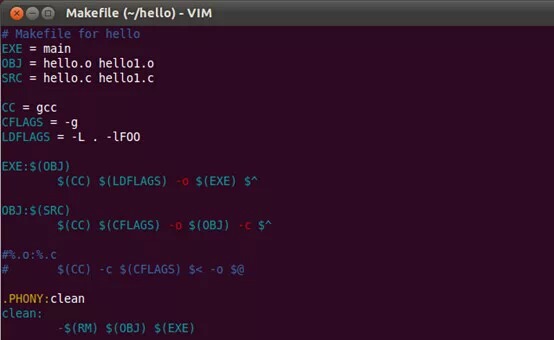 Makefile (~/hello) - VIM
# Makefile for hello
EXE = main
OBJ = hello.o hello1.o
SRC = hello.c hello1.c
CC = gcc
CFLAGS = -g
LDFLAGS = -L . -lFOO
EXE:$(OBJ)
$(CC) $(LDFLAGS) -o $(EXE) $^
OBJ:$(SRC)
$(CC) $(CFLAGS) -o $(OBJ) -c $^
#%.o:%.c
# $(CC) -c $(CFLAGS) $< -o $@
.PHONY:clean
clean:
-$(RM) $(OBJ) $(EXE)